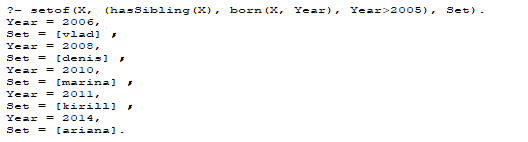 ?- setof(X, (hasSibling(X), born(X, Year), Year>2005), Set).
Year = 2006,
Set = [vlad] ;
Year = 2008,
Set = [denis] ;
Year = 2010,
Set = [marina] ;
Year = 2011,
Set = [kirill] ;
Year = 2014,
Set = [ariana].